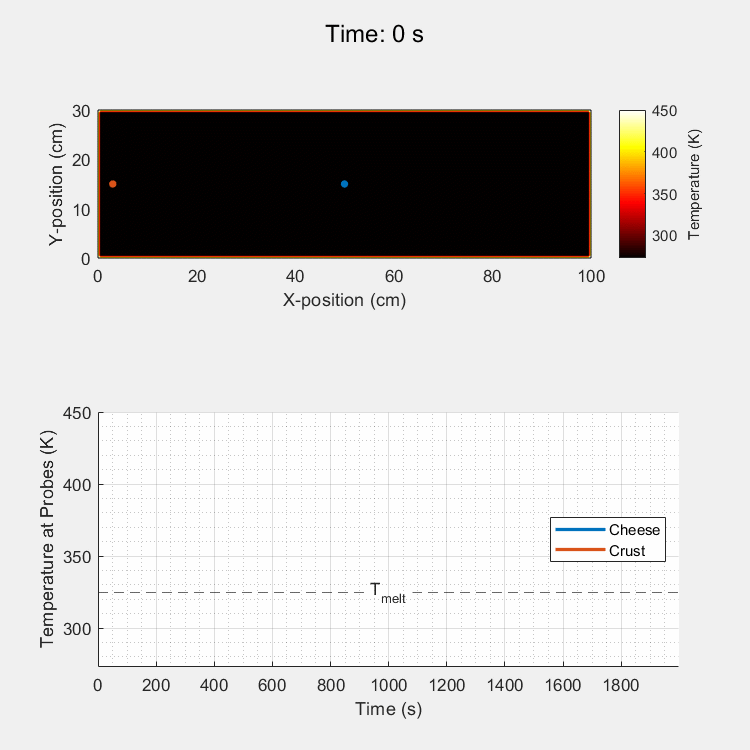 Time: 0 s
30
20
10
0
Y-position (cm)
0 20 40 60 80 100
X-position (cm)
450
400
350
300
Temperature (K)
450
400
350
300
Temperature at Probes (K)
Cheese
Crust
Tmelt
0 200 400 600 800 1000 1200 1400 1600 1800
Time (s)